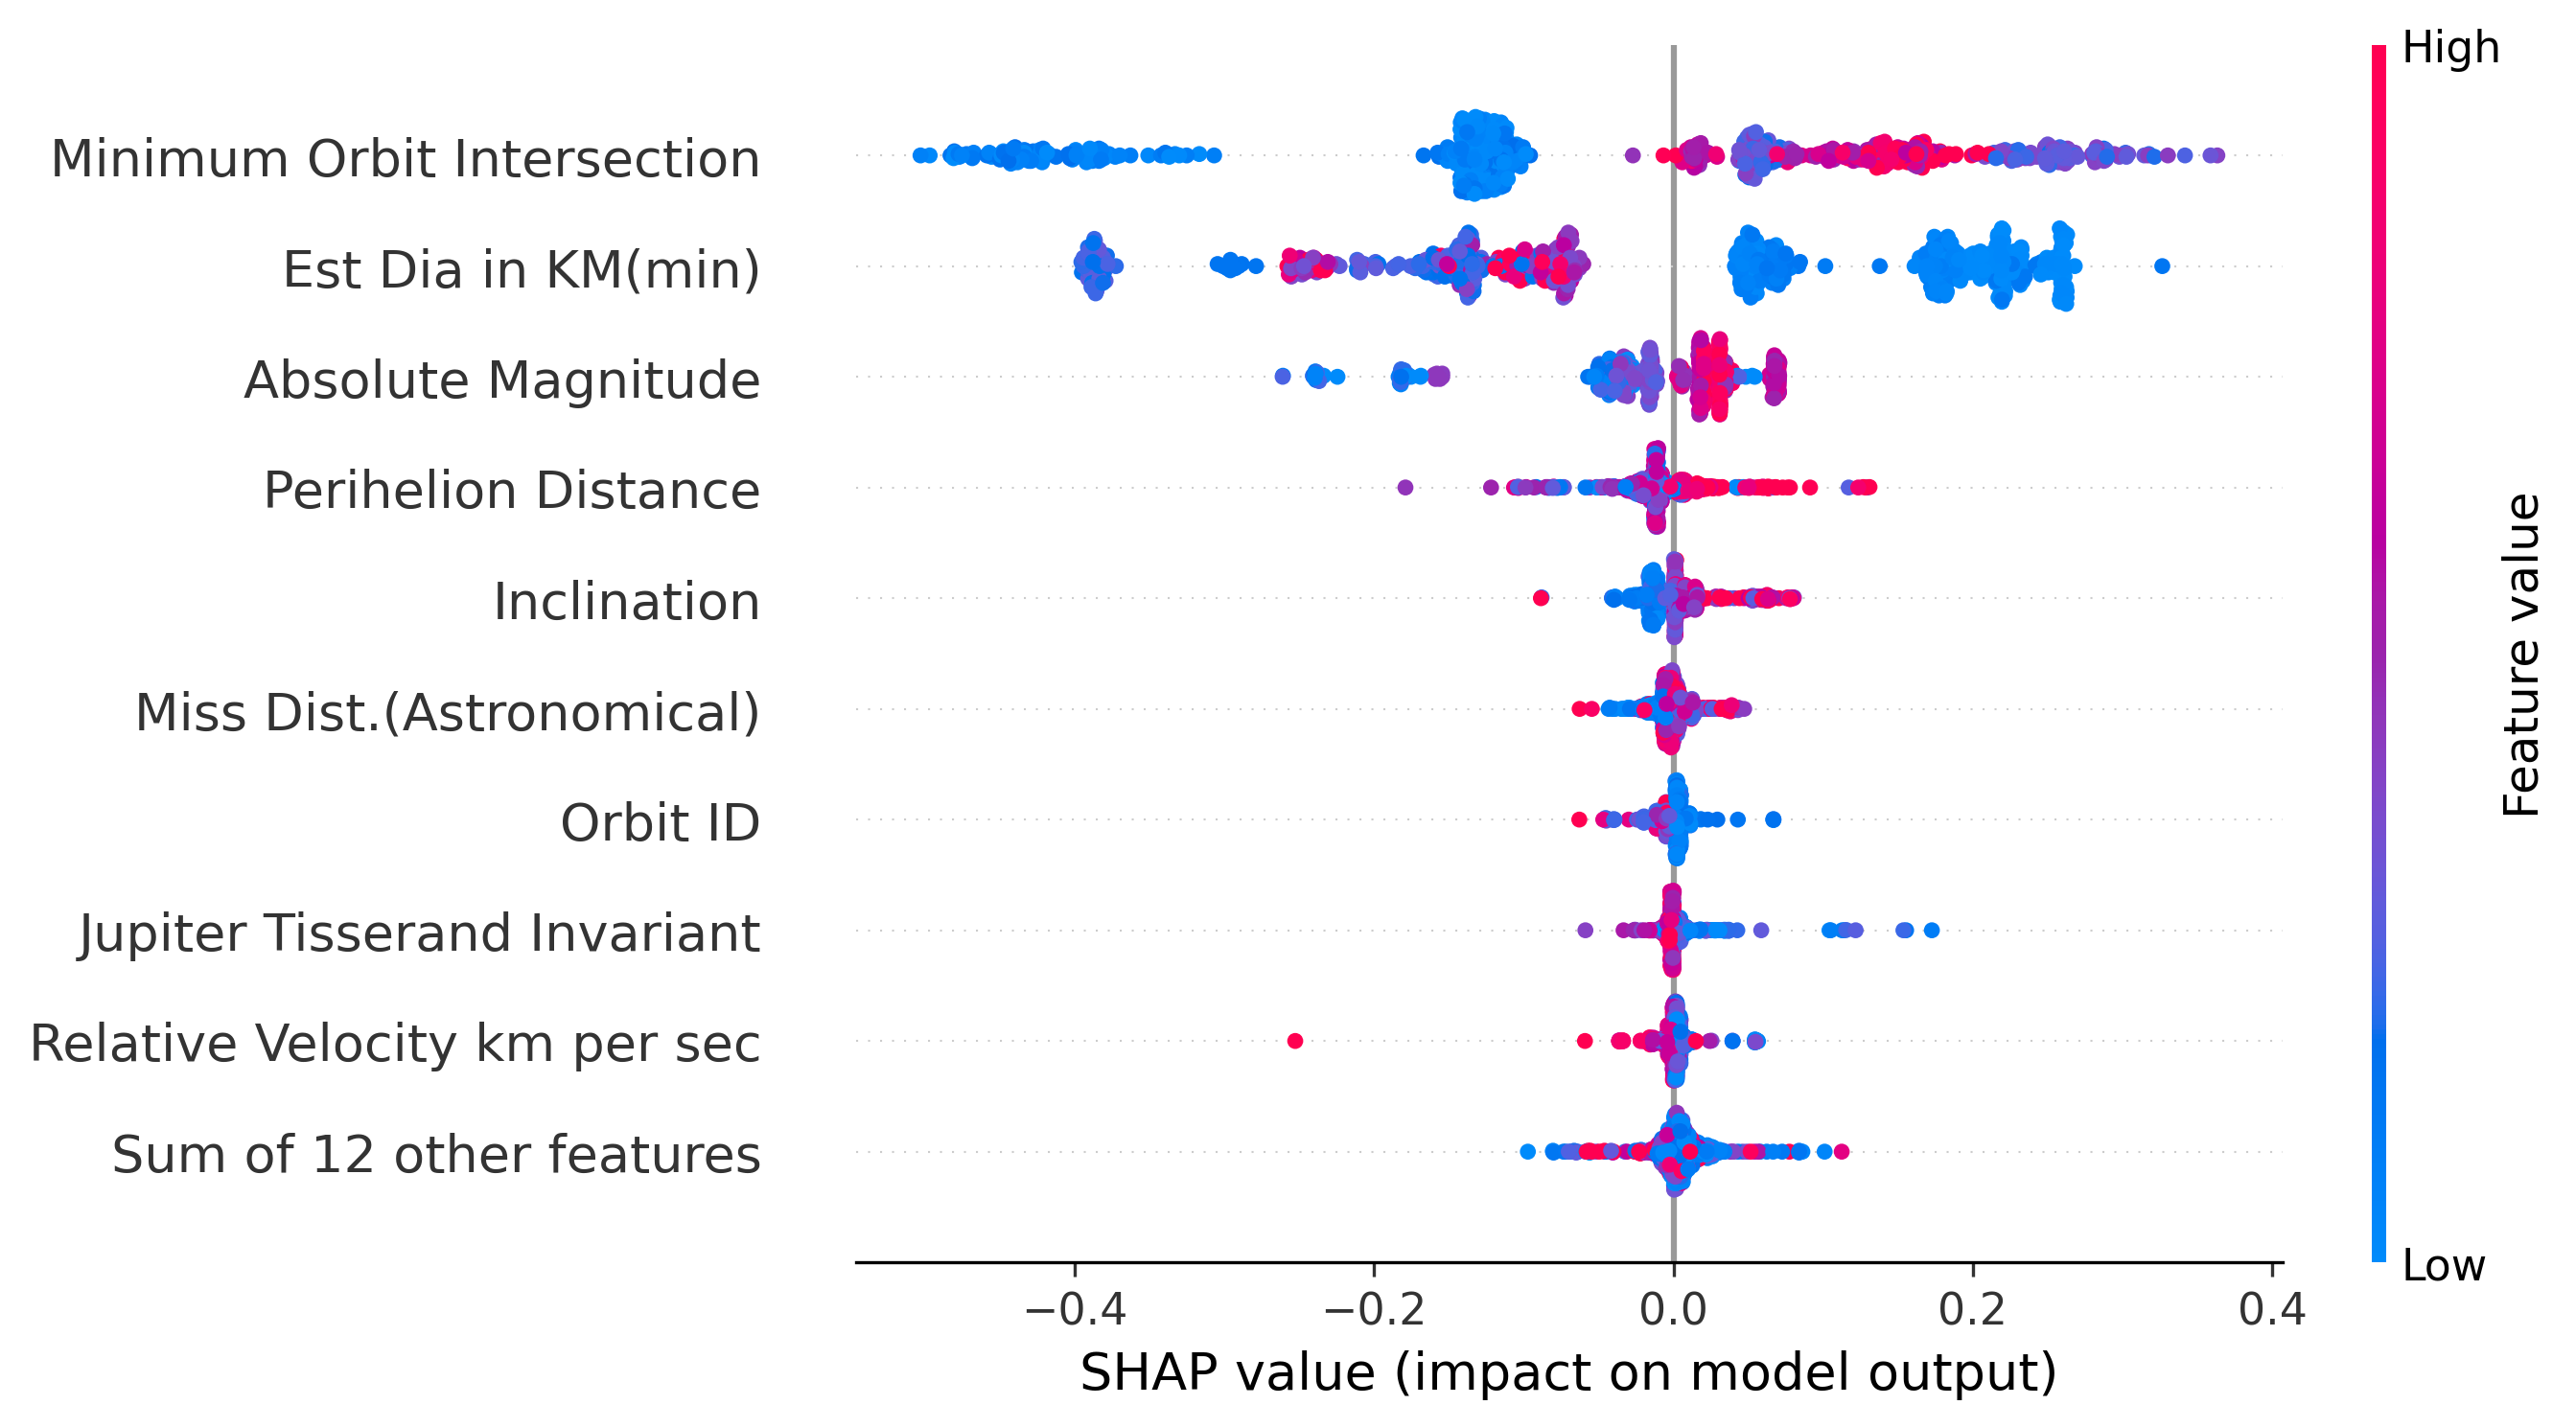 High
Minimum Orbit Intersection
Est Dia in KM(min)
Absolute Magnitude
Perihelion Distance
Inclination
Miss Dist.(Astronomical)
Orbit ID
Jupiter Tisserand Invariant
Relative Velocity km per sec
Sum of 12 other features
Feature value
Low
−0.4 −0.2 0.0 0.2 0.4
SHAP value (impact on model output)